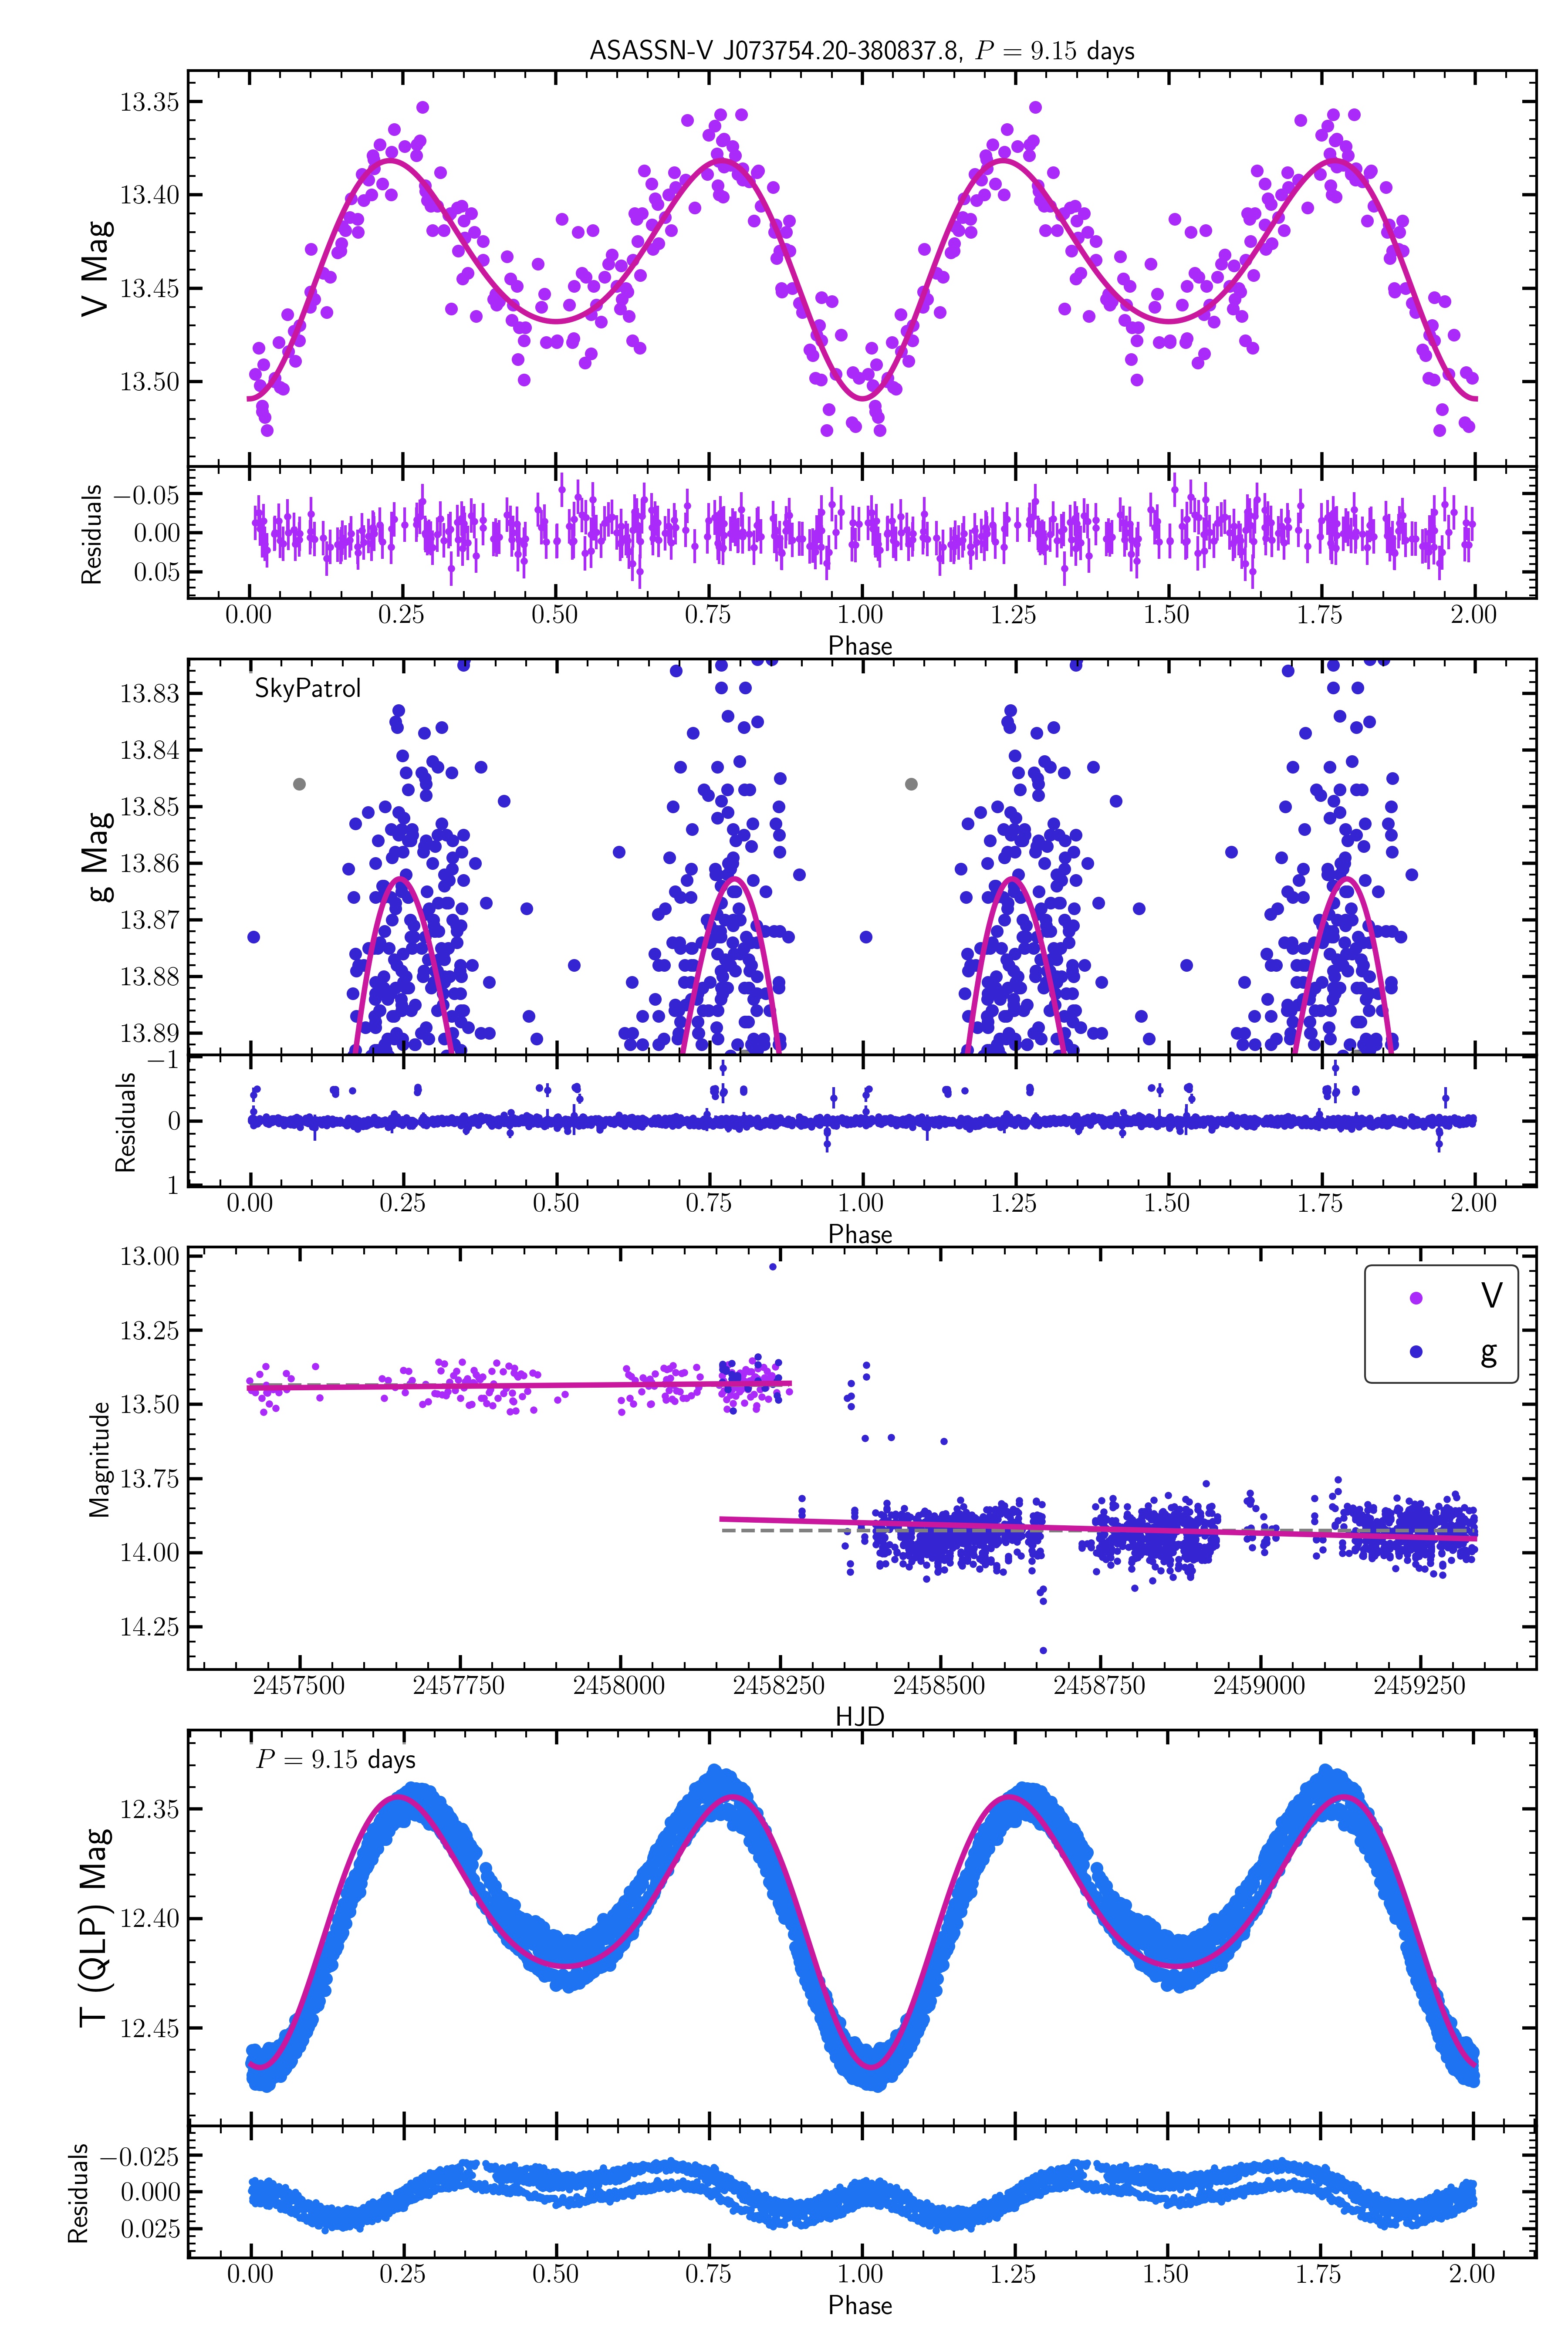 ASASSN-V J073754.20-380837.8, P = 9.15 days
V Mag
13.35
13.40
13.45
13.50
Residuals
−0.05
0.00
0.05
0.00 0.25 0.50 0.75 1.00 1.25 1.50 1.75 2.00
Phase
SkyPatrol
g Mag
13.83
13.84
13.85
13.86
13.87
13.88
13.89
Residuals
−1
0
1
0.00 0.25 0.50 0.75 1.00 1.25 1.50 1.75 2.00
Phase
Magnitude
13.00
13.25
13.50
13.75
14.00
14.25
V
g
2457500 2457750 2458000 2458250 2458500 2458750 2459000 2459250
HJD
P = 9.15 days
T (QLP) Mag
12.35
12.40
12.45
Residuals
−0.025
0.000
0.025
0.00 0.25 0.50 0.75 1.00 1.25 1.50 1.75 2.00
Phase